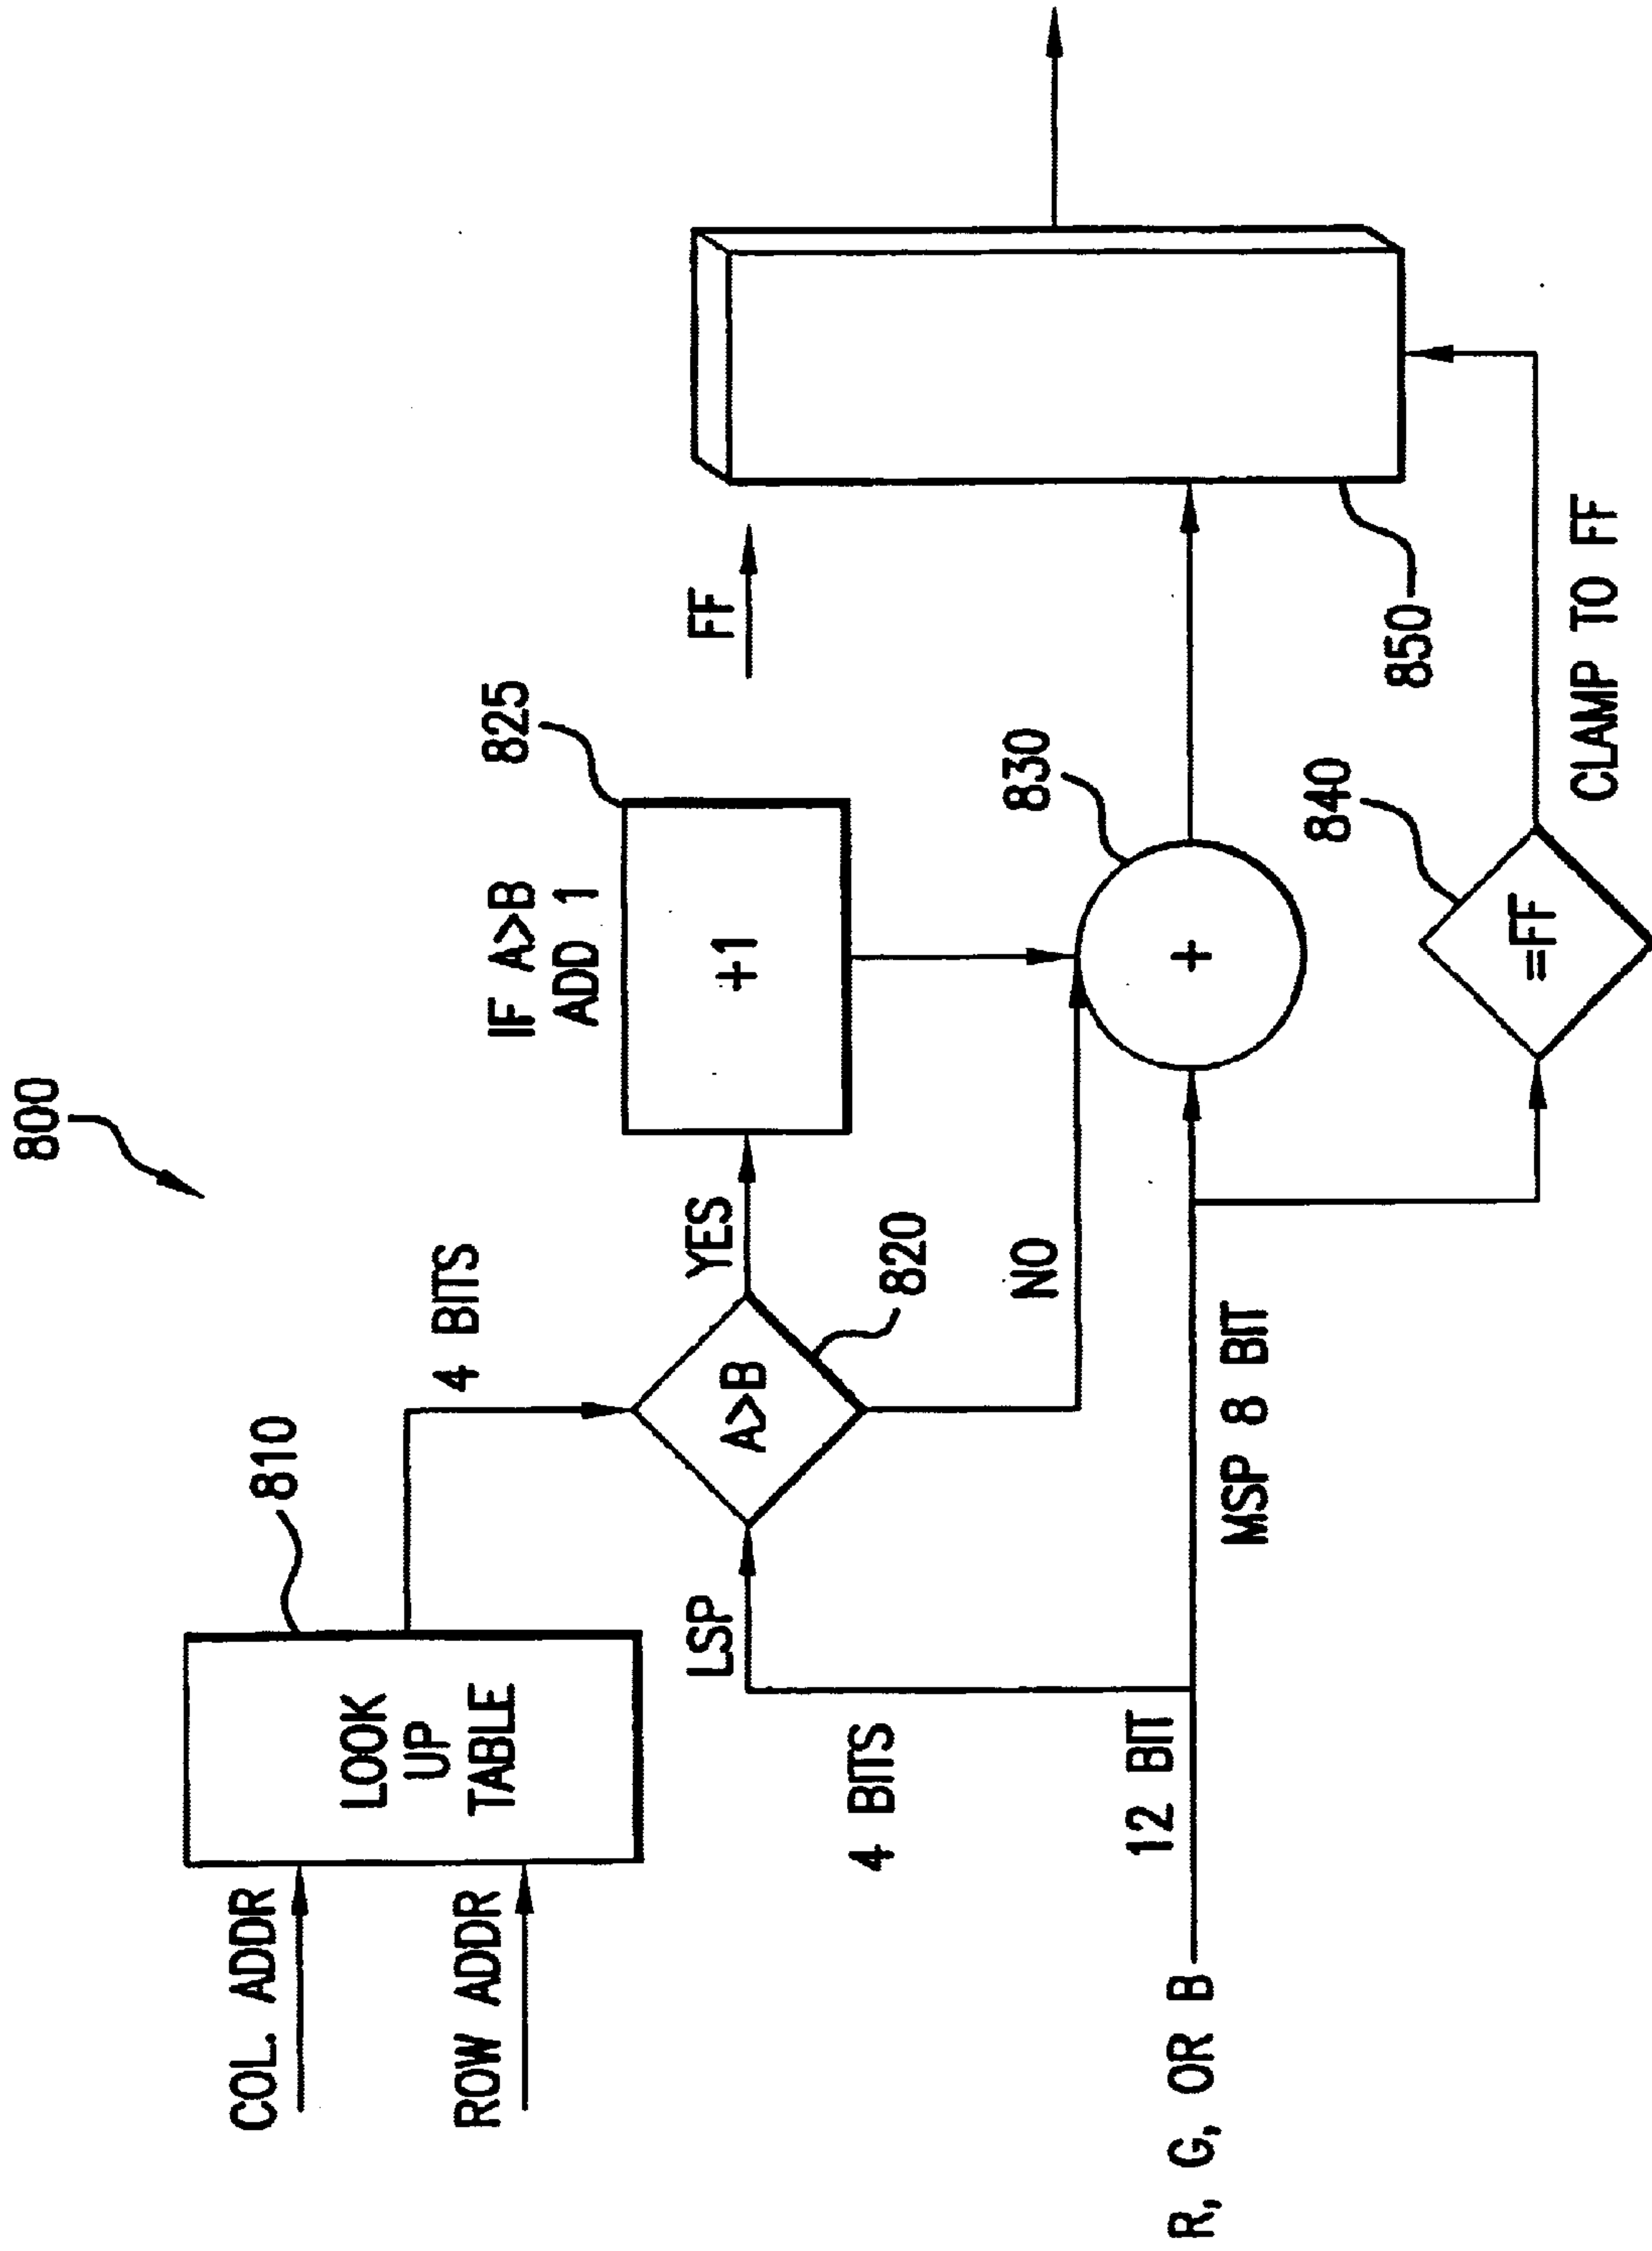 800
COL. ADDR
ROW ADDR
LOOK
UP
TABLE
810
4 BITS
LSP
4 BITS
A>B
820
YES
NO
IF A>B
ADD 1
+1
825
FF
R, G, OR B
12 BIT
MSP 8 BIT
+
830
=FF
840
CLAMP TO FF
850